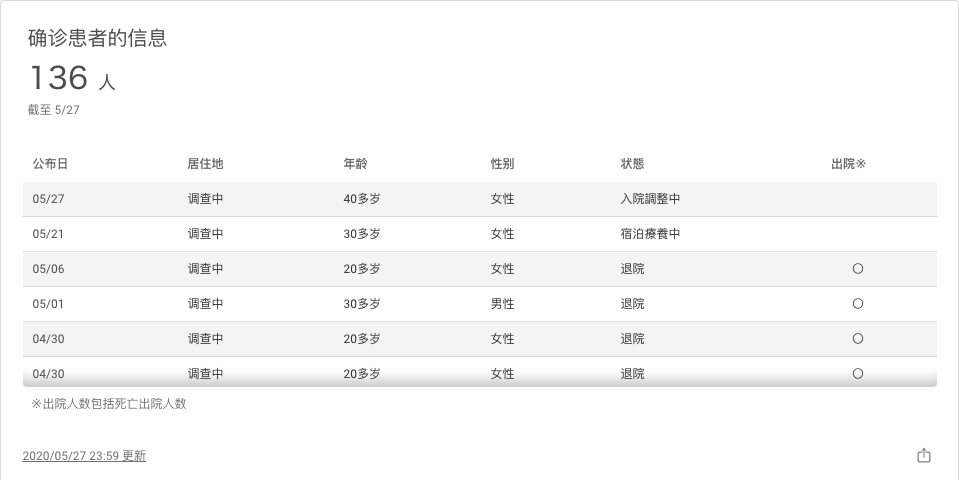 确诊患者的信息
136 人
截至 5/27
公布日 居住地 年龄 性别 状態 出院※
05/27 调查中 40多岁 女性 入院調整中
05/21 调查中 30多岁 女性 宿泊療養中
05/06 调查中 20多岁 女性 退院 〇
05/01 调查中 30多岁 男性 退院 〇
04/30 调查中 20多岁 女性 退院 〇
04/30 调查中 20多岁 女性 退院 〇
※出院人数包括死亡出院人数
2020/05/27 23:59 更新